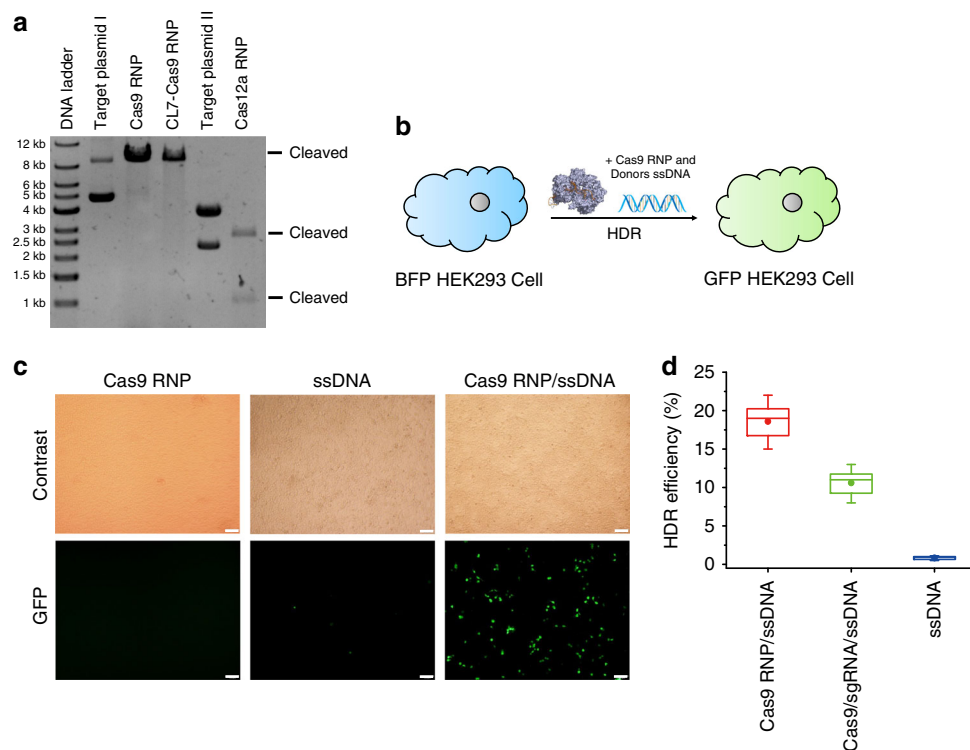 a
DNA ladder
Target plasmid I
Cas9 RNP
CL7-Cas9 RNP
Target plasmid II
Cas12a RNP
12 kb
8 kb
6 kb
5 kb
4 kb
3 kb
2.5 kb
2 kb
1.5 kb
1 kb
Cleaved
Cleaved
Cleaved
b
+ Cas9 RNP and
Donors ssDNA
HDR
BFP HEK293 Cell
GFP HEK293 Cell
c
Cas9 RNP
ssDNA
Cas9 RNP/ssDNA
Contrast
GFP
d
HDR efficiency (%)
25
20
15
10
5
0
Cas9 RNP/ssDNA
Cas9/sgRNA/ssDNA
ssDNA